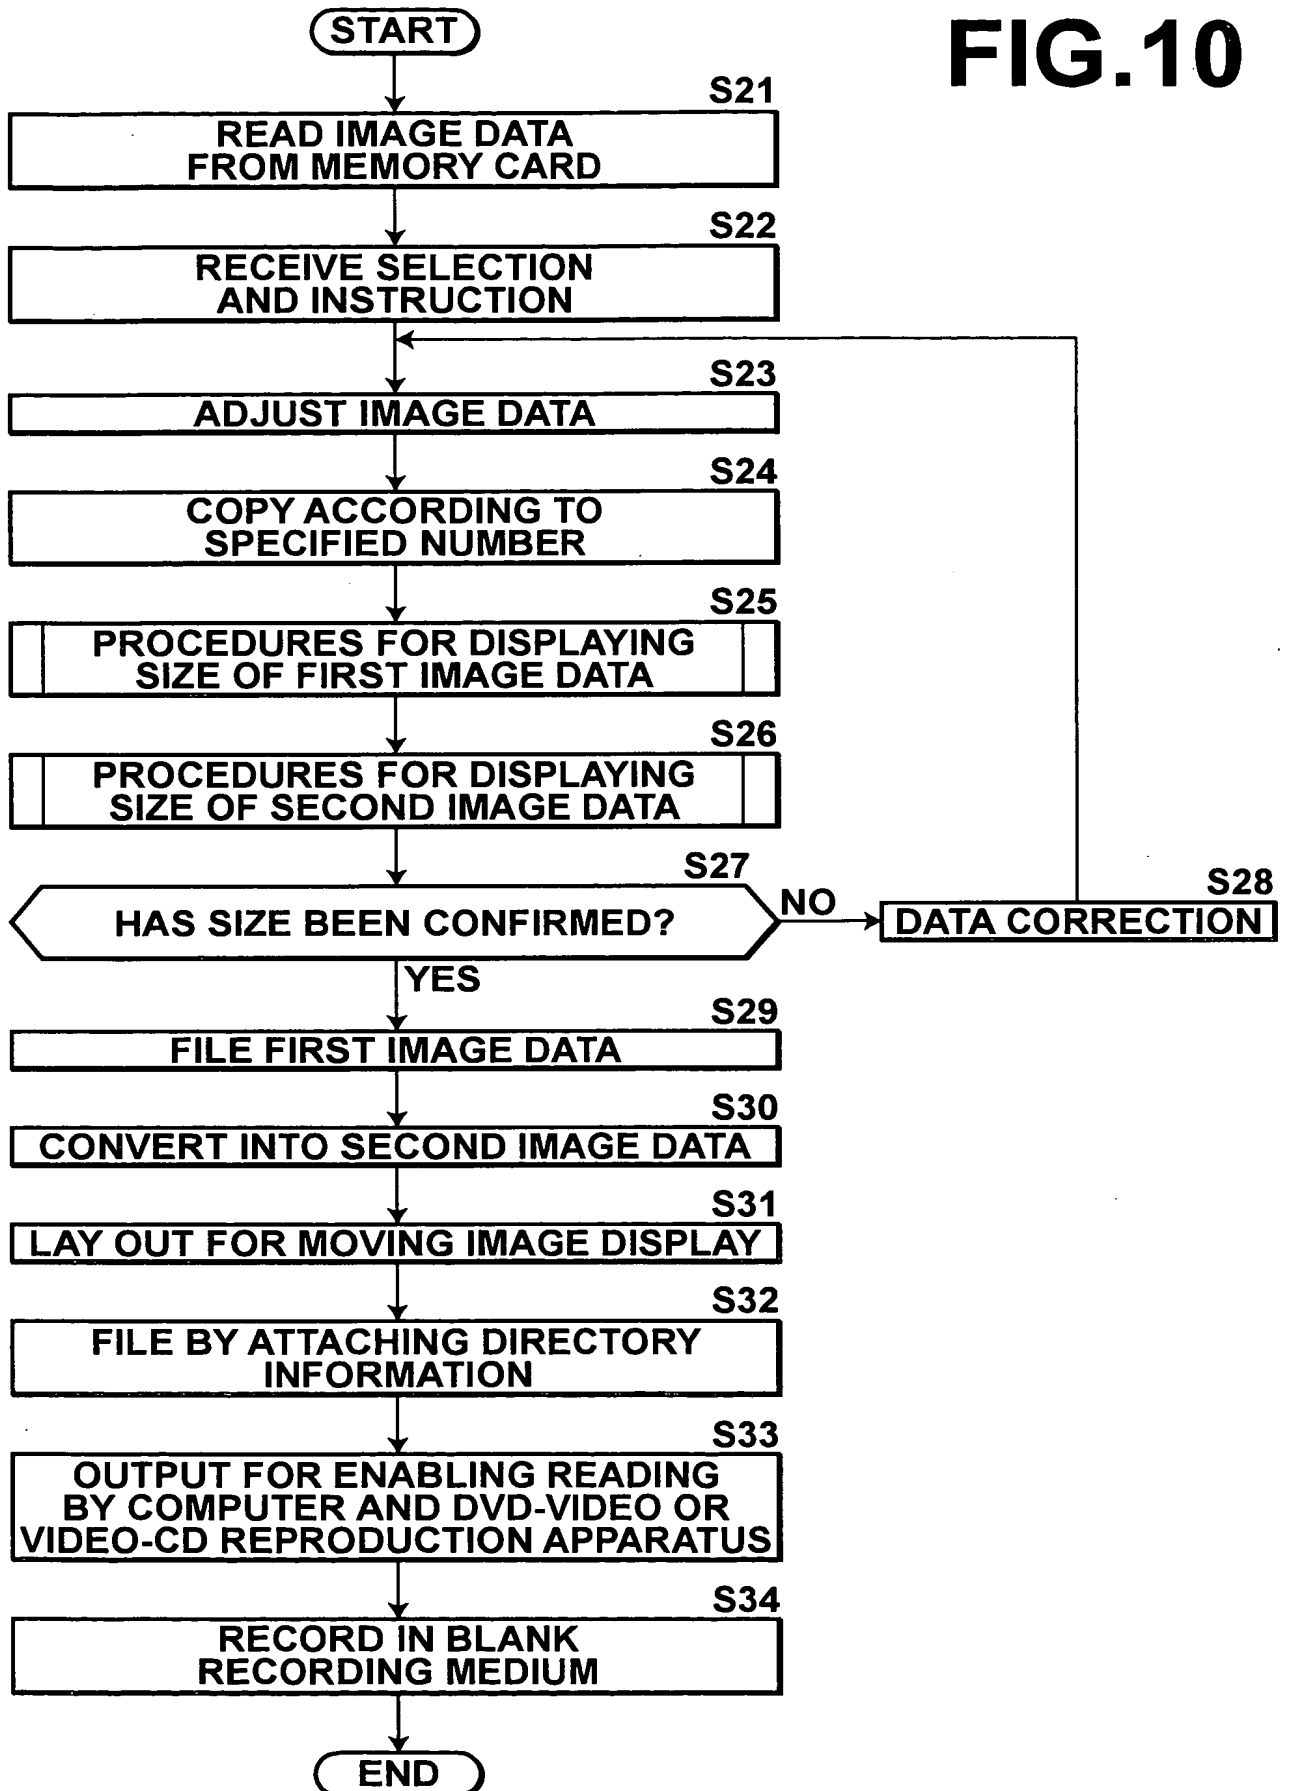 FIG.10
START
S21
READ IMAGE DATA
FROM MEMORY CARD
S22
RECEIVE SELECTION
AND INSTRUCTION
S23
ADJUST IMAGE DATA
S24
COPY ACCORDING TO
SPECIFIED NUMBER
S25
PROCEDURES FOR DISPLAYING
SIZE OF FIRST IMAGE DATA
S26
PROCEDURES FOR DISPLAYING
SIZE OF SECOND IMAGE DATA
S27
HAS SIZE BEEN CONFIRMED?
NO
S28
DATA CORRECTION
YES
S29
FILE FIRST IMAGE DATA
S30
CONVERT INTO SECOND IMAGE DATA
S31
LAY OUT FOR MOVING IMAGE DISPLAY
S32
FILE BY ATTACHING DIRECTORY
INFORMATION
S33
OUTPUT FOR ENABLING READING
BY COMPUTER AND DVD-VIDEO OR
VIDEO-CD REPRODUCTION APPARATUS
S34
RECORD IN BLANK
RECORDING MEDIUM
END